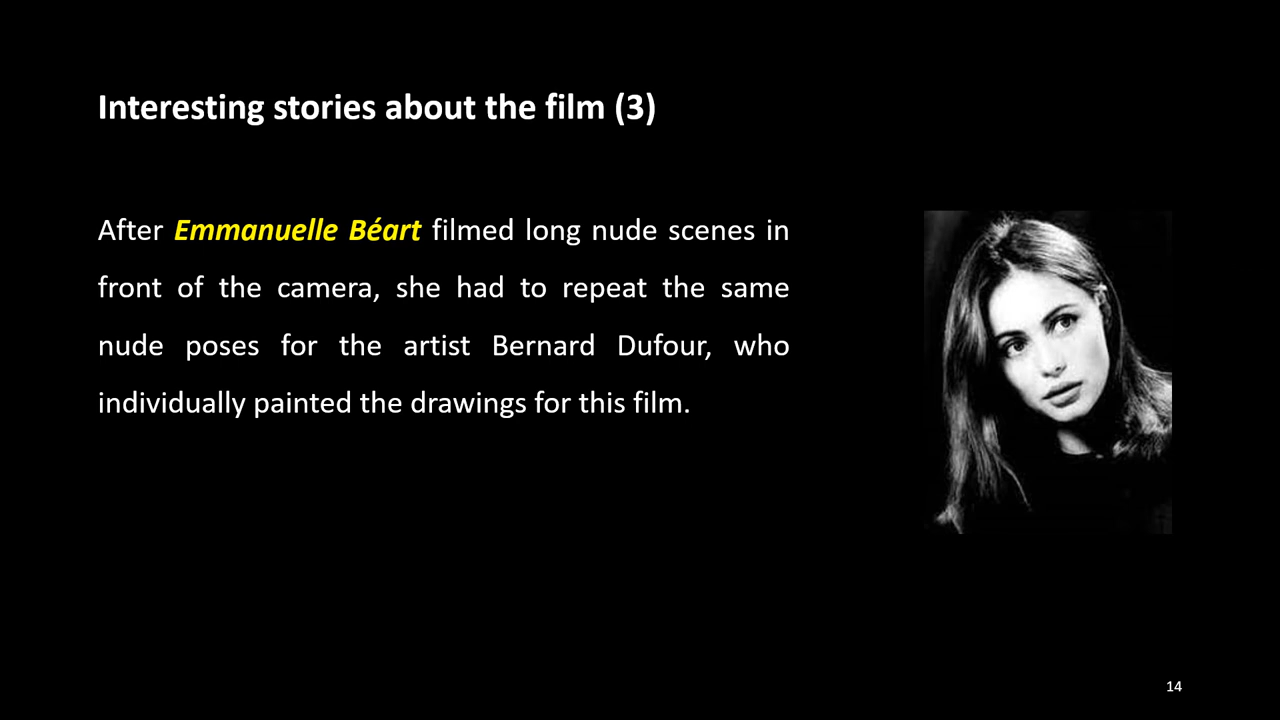 Interesting stories about the film (3)
After Emmanuelle Béart filmed long nude scenes in
front of the camera, she had to repeat the same
nude poses for the artist Bernard Dufour, who
individually painted the drawings for this film.
14